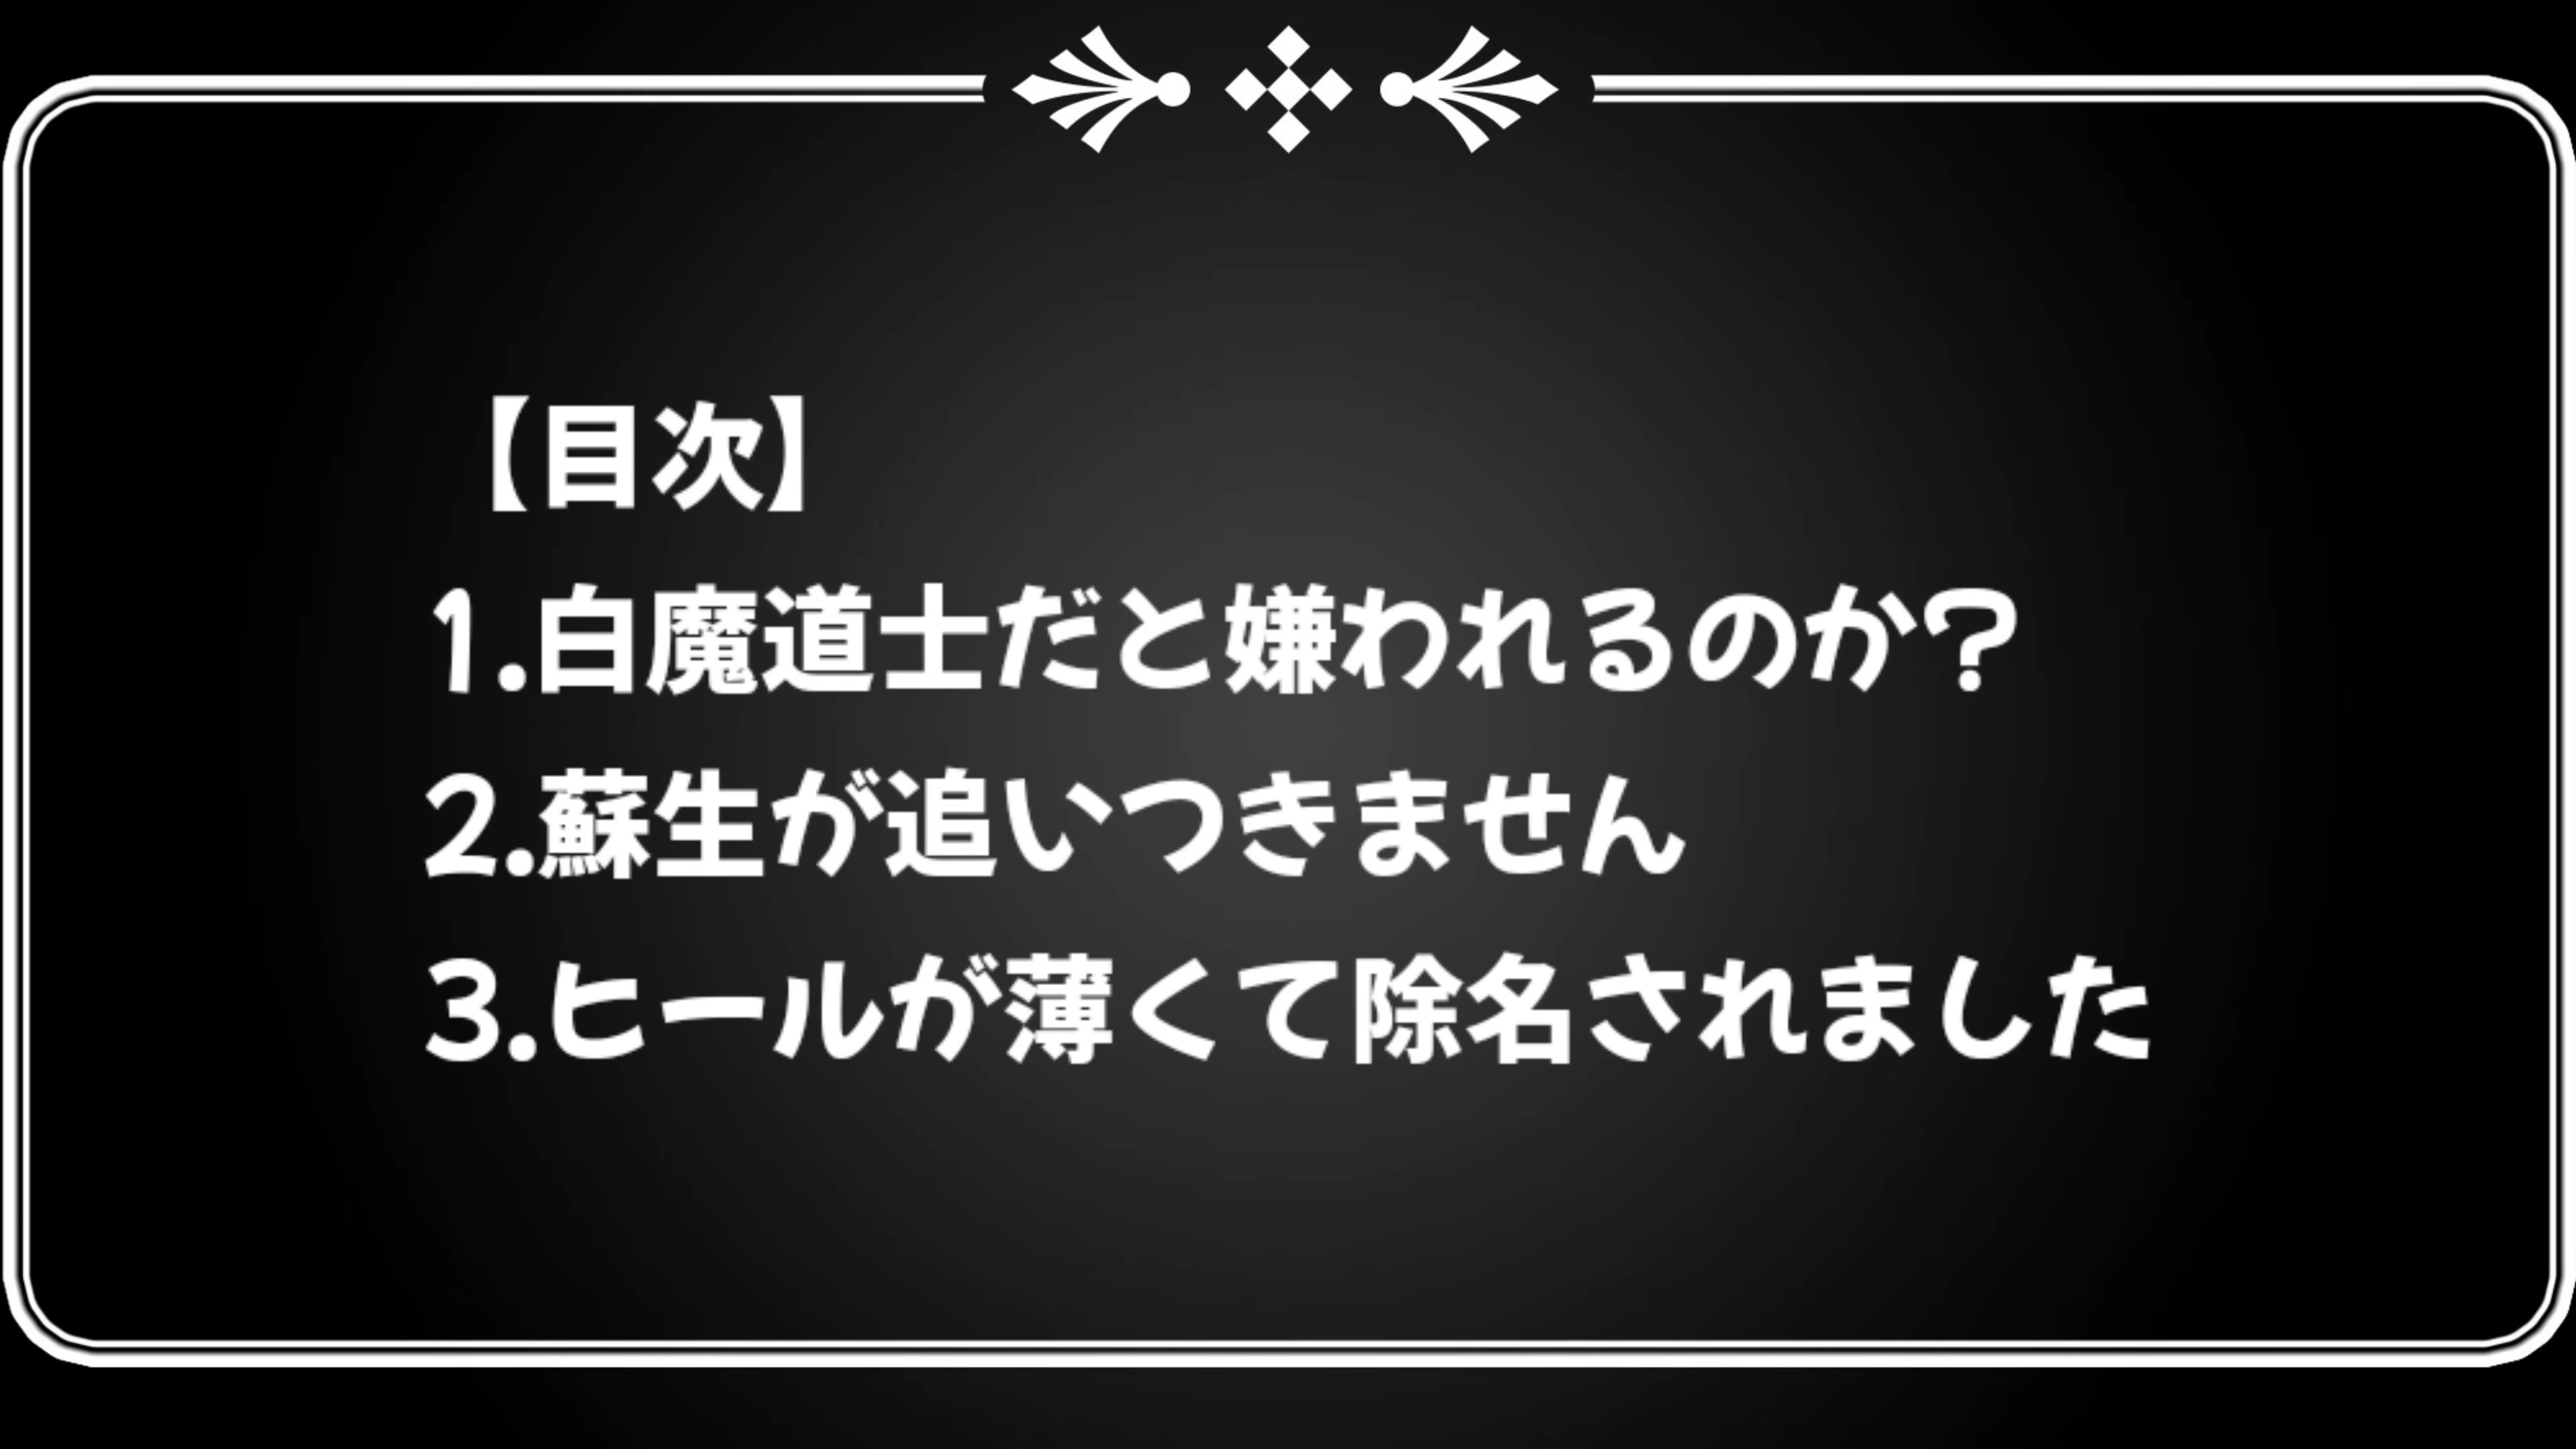 【目次】
1.白魔道士だと嫌われるのか?
2.蘇生が追いつきません
3.ヒールが薄くて除名されました